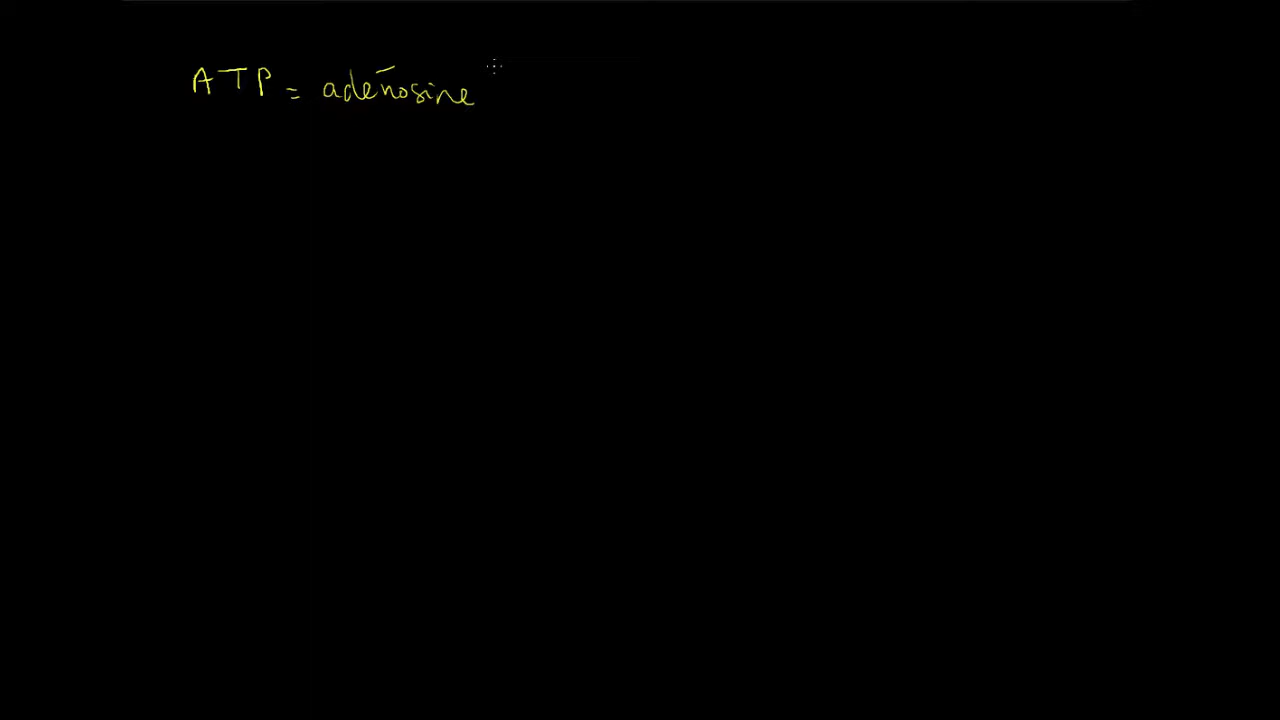 ATP = adenosine